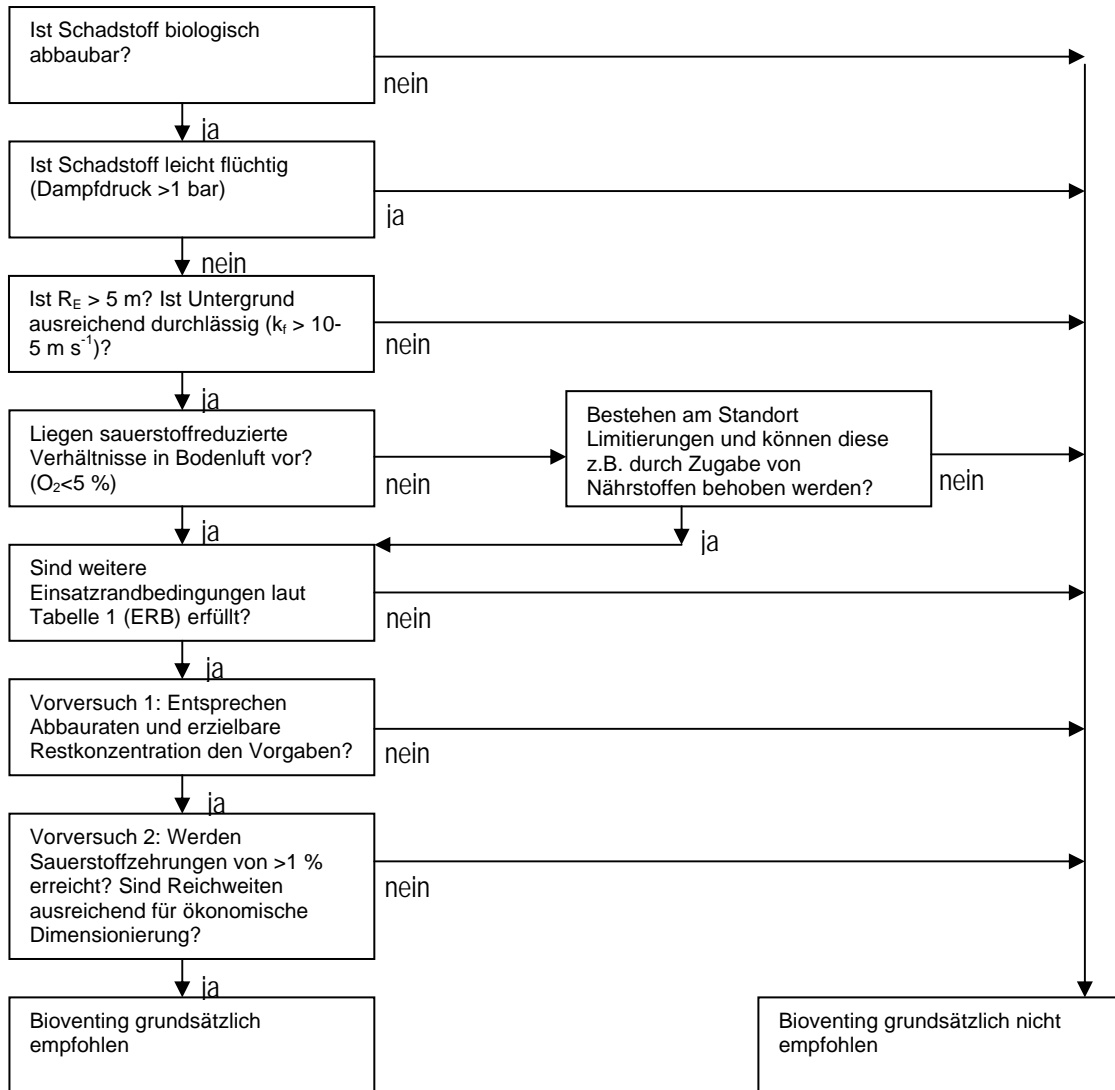 Ist Schadstoff biologisch
abbaubar?
nein
ja
Ist Schadstoff leicht flüchtig
(Dampfdruck >1 bar)
ja
nein
Ist R_E > 5 m? Ist Untergrund
ausreichend durchlässig (k_f > 10-
5 m s^-1)?
nein
ja
Liegen sauerstoffreduzierte
Verhältnisse in Bodenluft vor?
(O₂<5 %)
nein
Bestehen am Standort
Limitierungen und können diese
z.B. durch Zugabe von
Nährstoffen behoben werden?
nein
ja
ja
Sind weitere
Einsatzrandbedingungen laut
Tabelle 1 (ERB) erfüllt?
nein
ja
Vorversuch 1: Entsprechen
Abbauraten und erzielbare
Restkonzentration den Vorgaben?
nein
ja
Vorversuch 2: Werden
Sauerstoffzehrungen von >1 %
erreicht? Sind Reichweiten
ausreichend für ökonomische
Dimensionierung?
nein
ja
Bioventing grundsätzlich
empfohlen
Bioventing grundsätzlich nicht
empfohlen